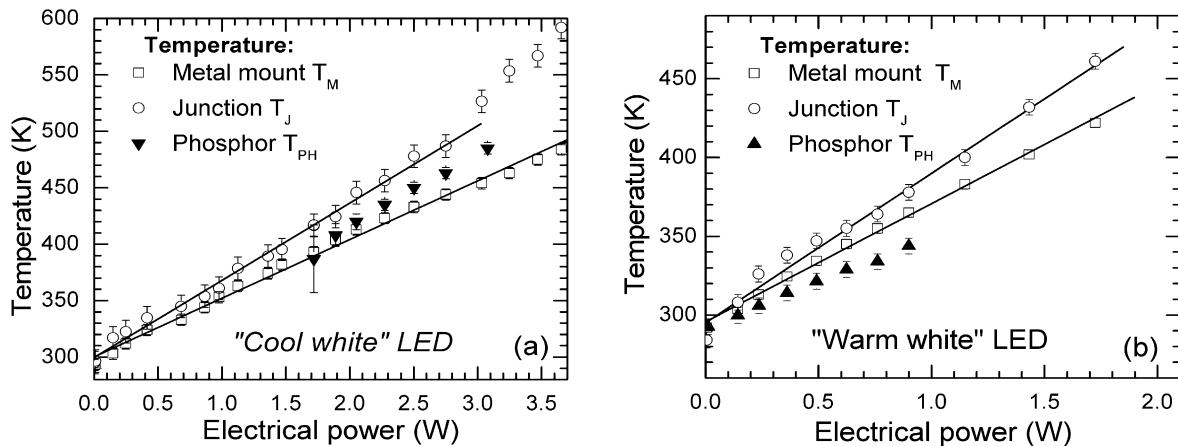 600
550
500
450
400
350
300
Temperature (K)
Temperature:
Metal mount T_M
Junction T_J
Phosphor T_PH
"Cool white" LED
(a)
0.0 0.5 1.0 1.5 2.0 2.5 3.0 3.5
Electrical power (W)
450
400
350
300
Temperature (K)
Temperature:
Metal mount T_M
Junction T_J
Phosphor T_PH
"Warm white" LED
(b)
0.0 0.5 1.0 1.5 2.0
Electrical power (W)